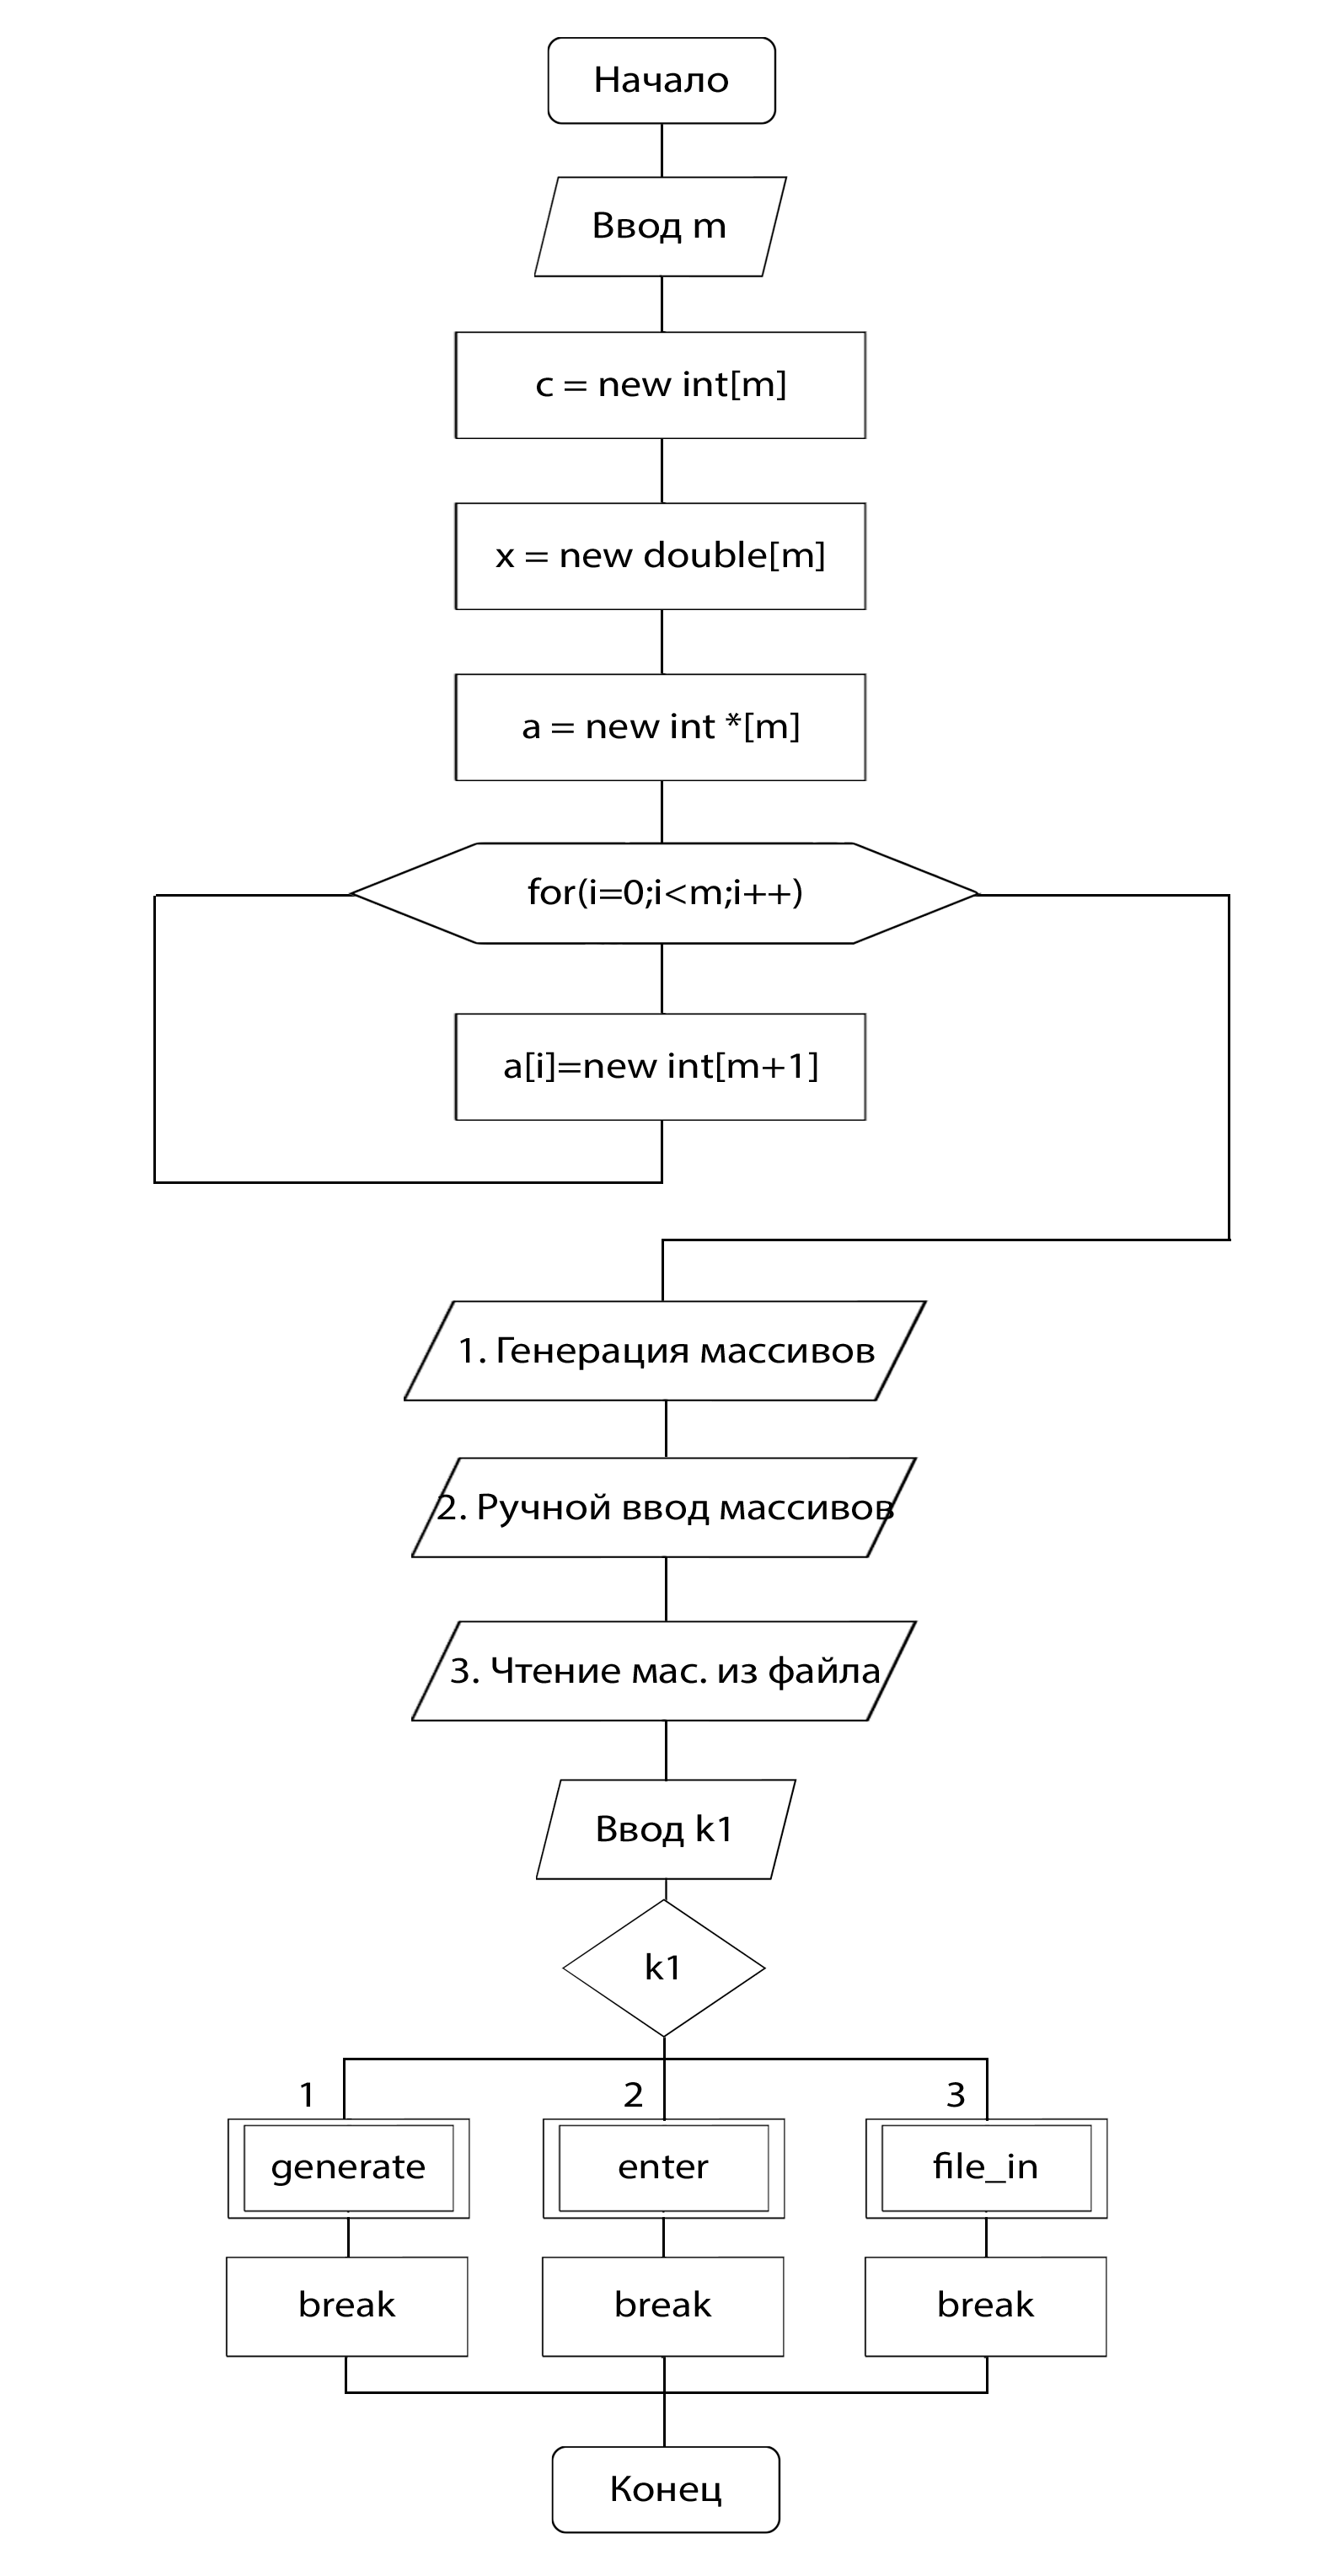 Начало
Ввод m
c = new int[m]
x = new double[m]
a = new int *[m]
for(i=0;i<m;i++)
a[i]=new int[m+1]
1. Генерация массивов
2. Ручной ввод массивов
3. Чтение мас. из файла
Ввод k1
k1
1 2 3
generate enter file_in
break break break
Конец